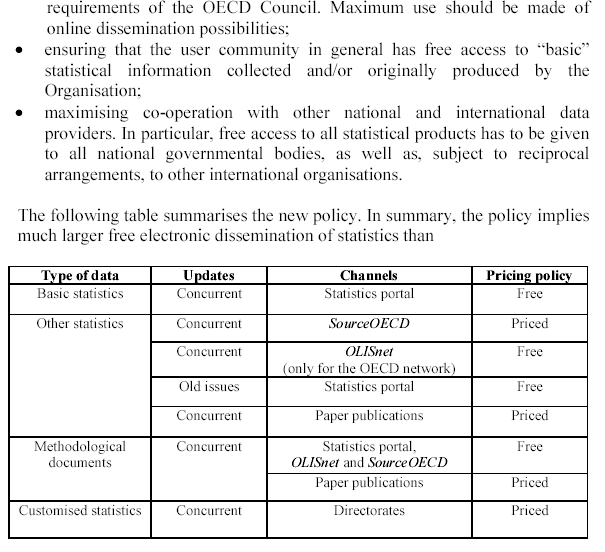 requirements of the OECD Council. Maximum use should be made of
online dissemination possibilities;
• ensuring that the user community in general has free access to “basic”
statistical information collected and/or originally produced by the
Organisation;
• maximising co-operation with other national and international data
providers. In particular, free access to all statistical products has to be given
to all national governmental bodies, as well as, subject to reciprocal
arrangements, to other international organisations.
The following table summarises the new policy. In summary, the policy implies
much larger free electronic dissemination of statistics than
Type of data Updates Channels Pricing policy
Basic statistics Concurrent Statistics portal Free
Other statistics Concurrent SourceOECD Priced
Concurrent OLISnet Free
(only for the OECD network)
Old issues Statistics portal Free
Concurrent Paper publications Priced
Methodological Concurrent Statistics portal, Free
documents OLISnet and SourceOECD
Paper publications Priced
Customised statistics Concurrent Directorates Priced